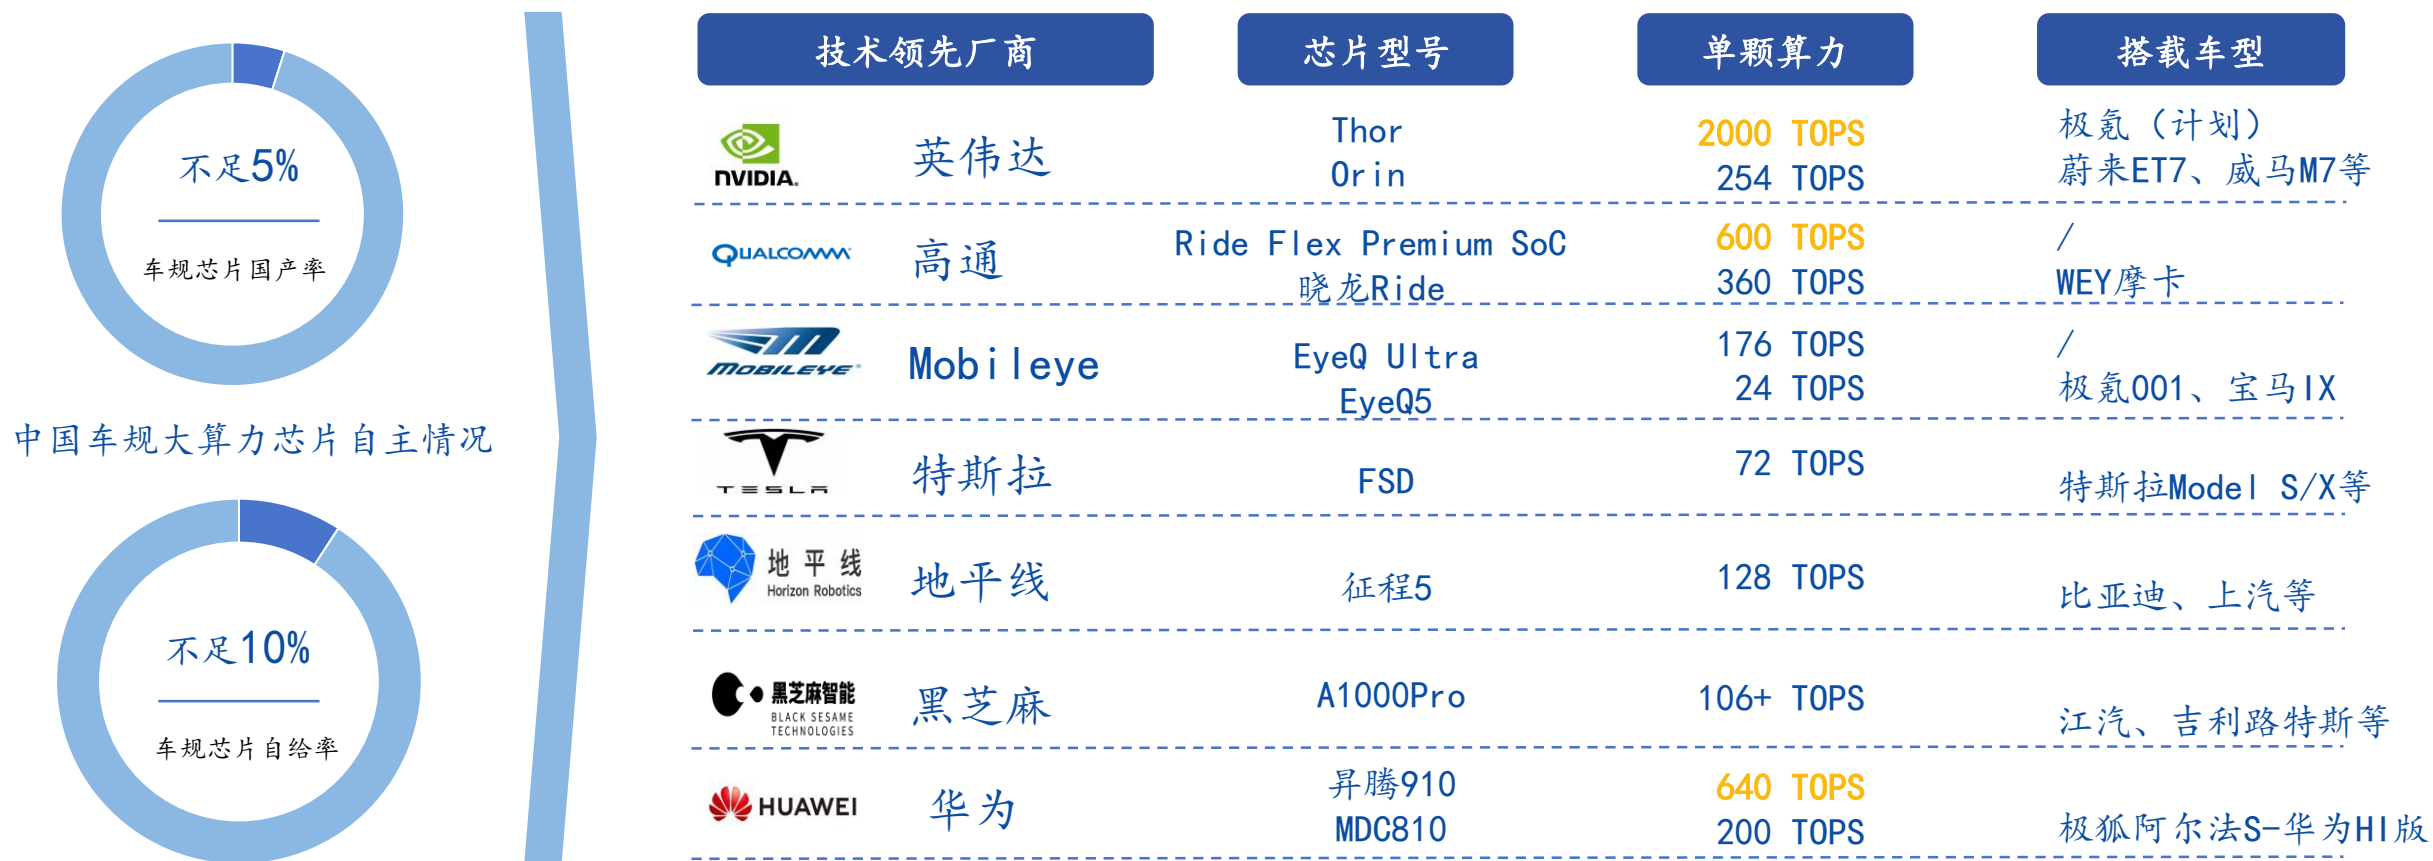 不足5%
车规芯片国产率
中国车规大算力芯片自主情况
不足10%
车规芯片自给率
技术领先厂商 芯片型号 单颗算力 搭载车型
NVIDIA.
英伟达
Thor 2000 TOPS 极氪（计划）
Orin 254 TOPS 蔚来ET7、威马M7等
QUALCOMM
高通
Ride Flex Premium SoC 600 TOPS /
晓龙Ride 360 TOPS WEY摩卡
MOBILEYE
Mobileye
EyeQ Ultra 176 TOPS /
EyeQ5 24 TOPS 极氪001、宝马IX
TESLA
特斯拉 FSD 72 TOPS 特斯拉Model S/X等
地平线
Horizon Robotics
地平线 征程5 128 TOPS 比亚迪、上汽等
黑芝麻智能
BLACK SESAME
TECHNOLOGIES
黑芝麻 A1000Pro 106+ TOPS 江汽、吉利路特斯等
HUAWEI
华为
昇腾910 640 TOPS
MDC810 200 TOPS 极狐阿尔法S-华为HI版